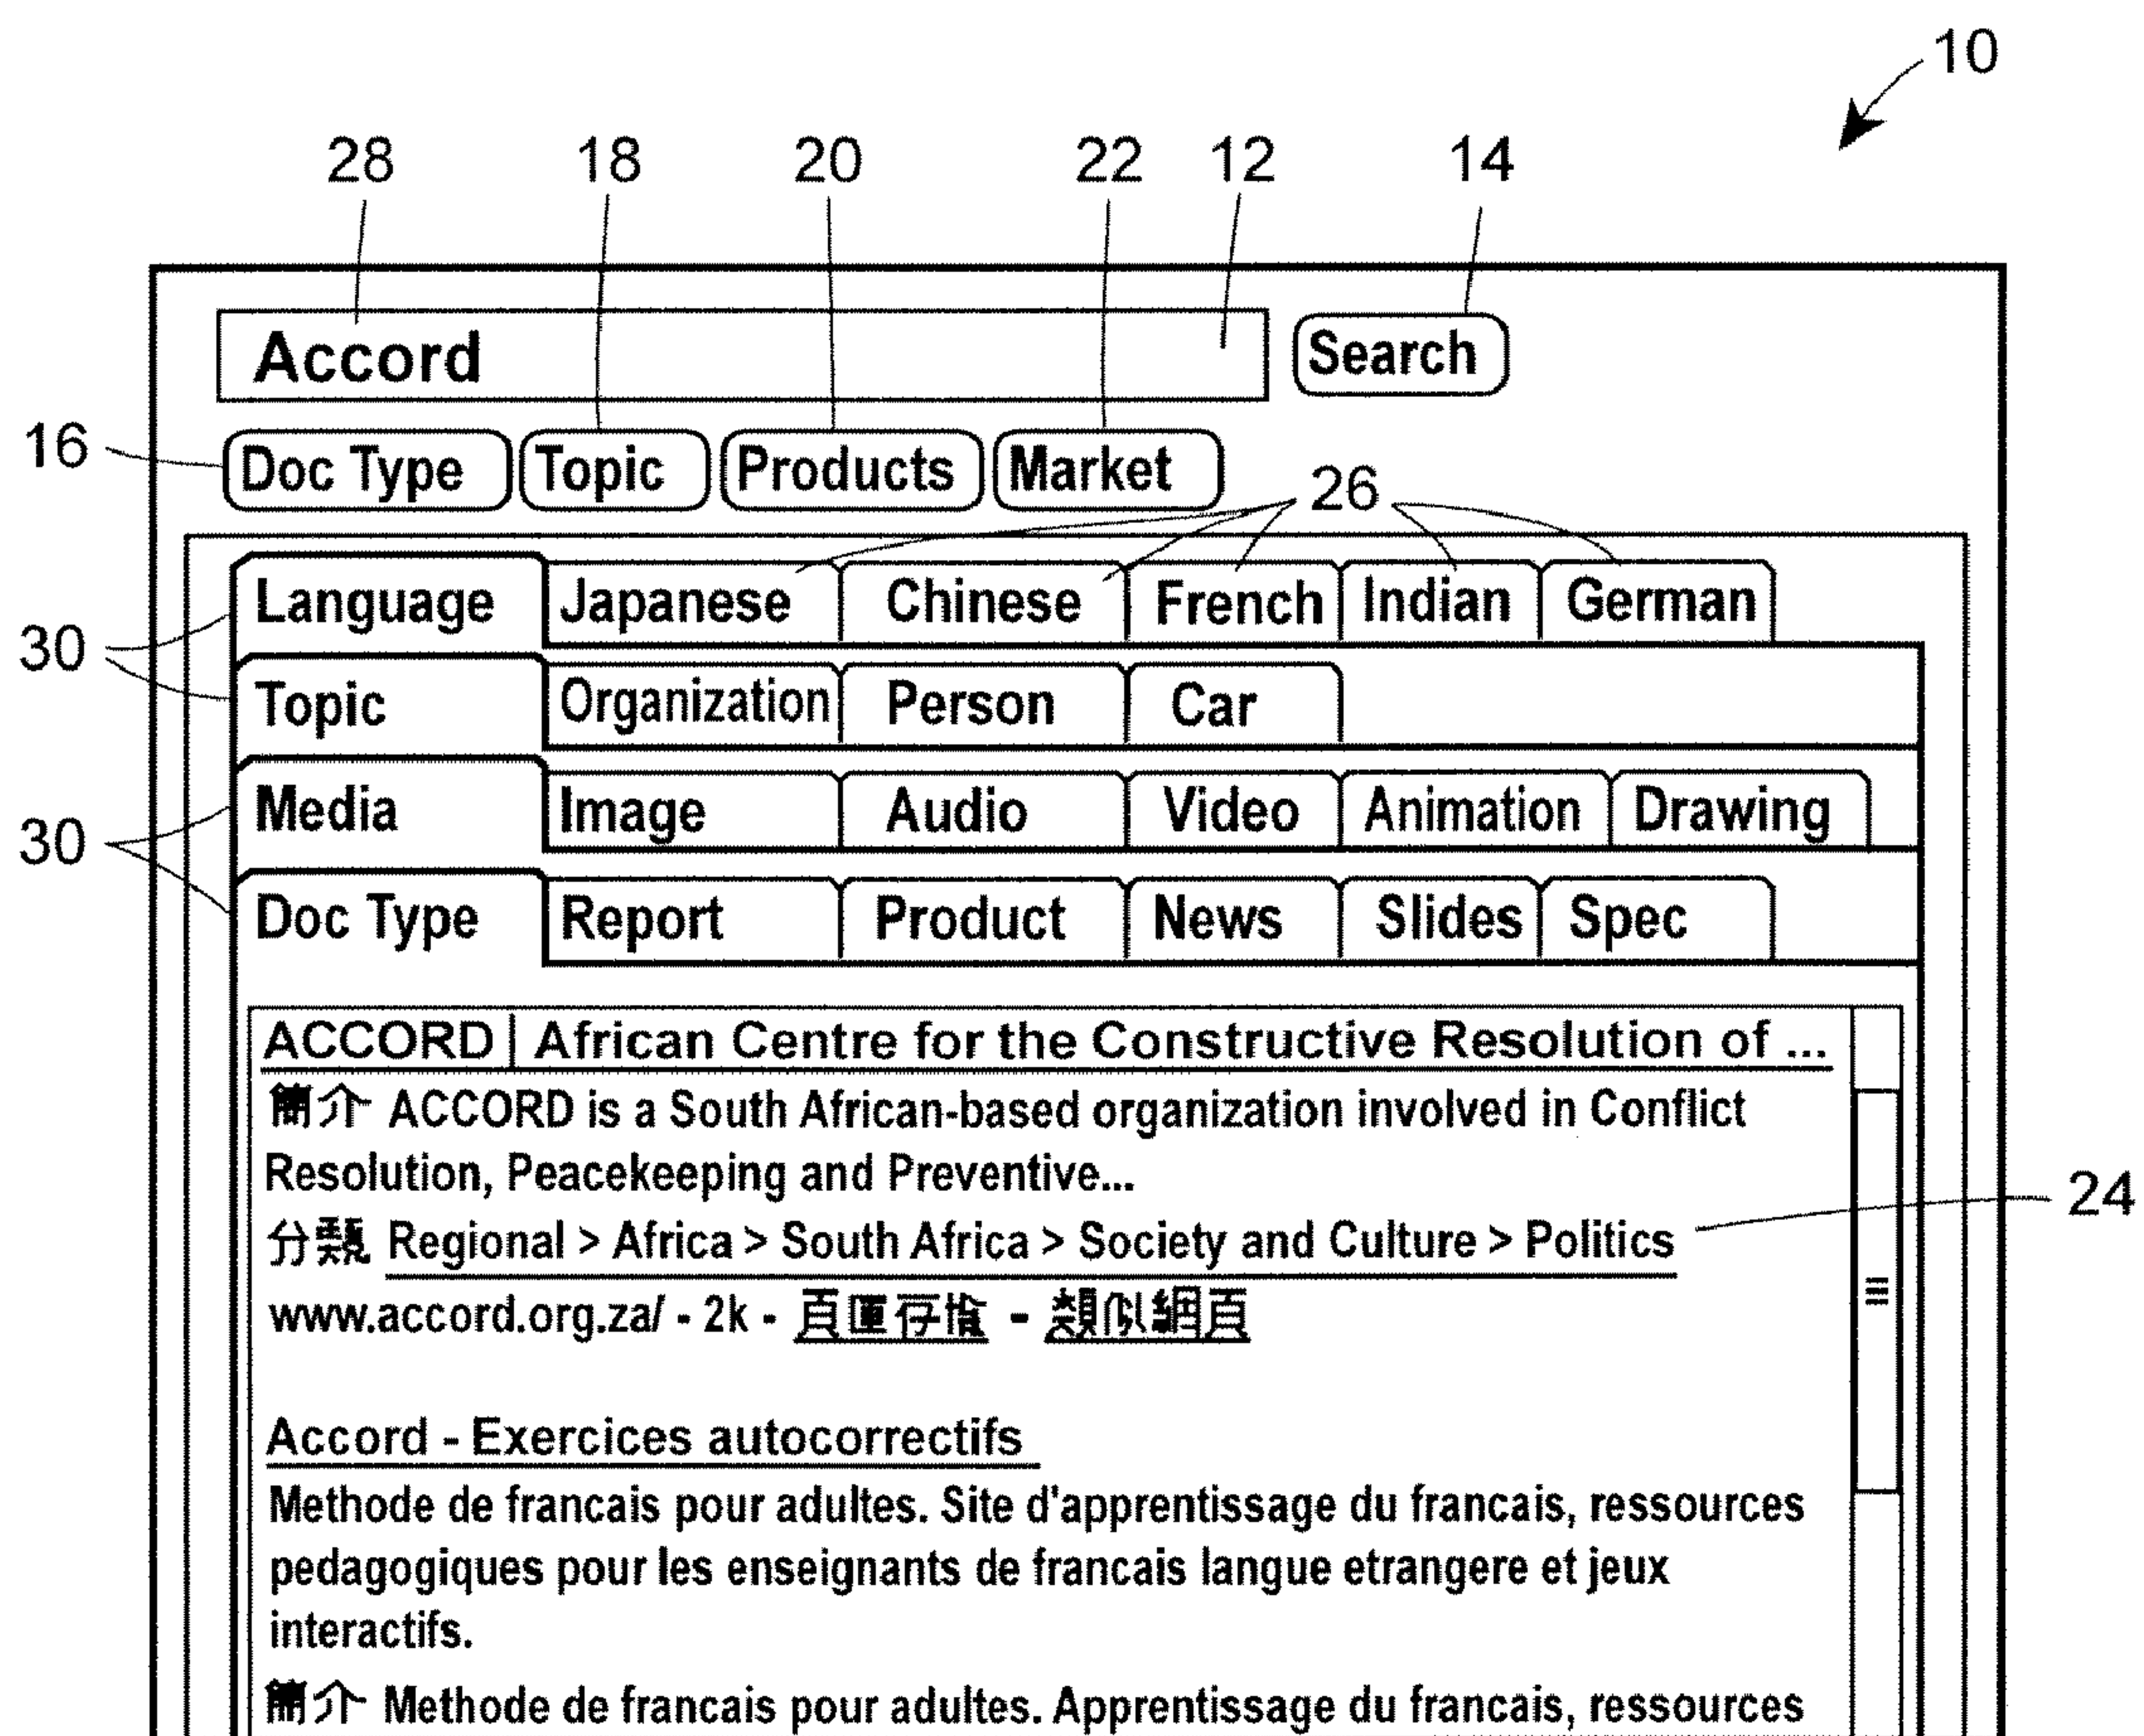 10
28 18 20 22 12 14
Accord Search
16 Doc Type Topic Products Market
26
30 Language Japanese Chinese French Indian German
Topic Organization Person Car
30 Media Image Audio Video Animation Drawing
Doc Type Report Product News Slides Spec
ACCORD | African Centre for the Constructive Resolution of ...
簡介 ACCORD is a South African-based organization involved in Conflict
Resolution, Peacekeeping and Preventive...
24
分類 Regional > Africa > South Africa > Society and Culture > Politics
www.accord.org.za/ - 2k - 頁庫存檔 - 類似網頁
Accord - Exercices autocorrectifs
Methode de francais pour adultes. Site d'apprentissage du francais, ressources
pedagogiques pour les enseignants de francais langue etrangere et jeux
interactifs.
簡介 Methode de francais pour adultes. Apprentissage du francais, ressources